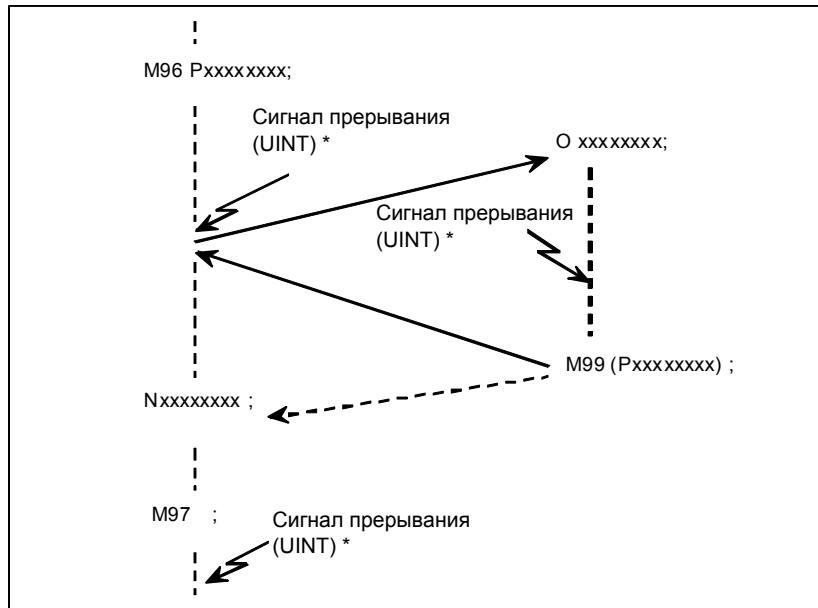 M96 Pxxxxxxxx;
Сигнал прерывания
(UINT) *
O xxxxxxxx;
Сигнал прерывания
(UINT) *
M99 (Pxxxxxxxx) ;
Nxxxxxxxx ;
M97 ;
Сигнал прерывания
(UINT) *